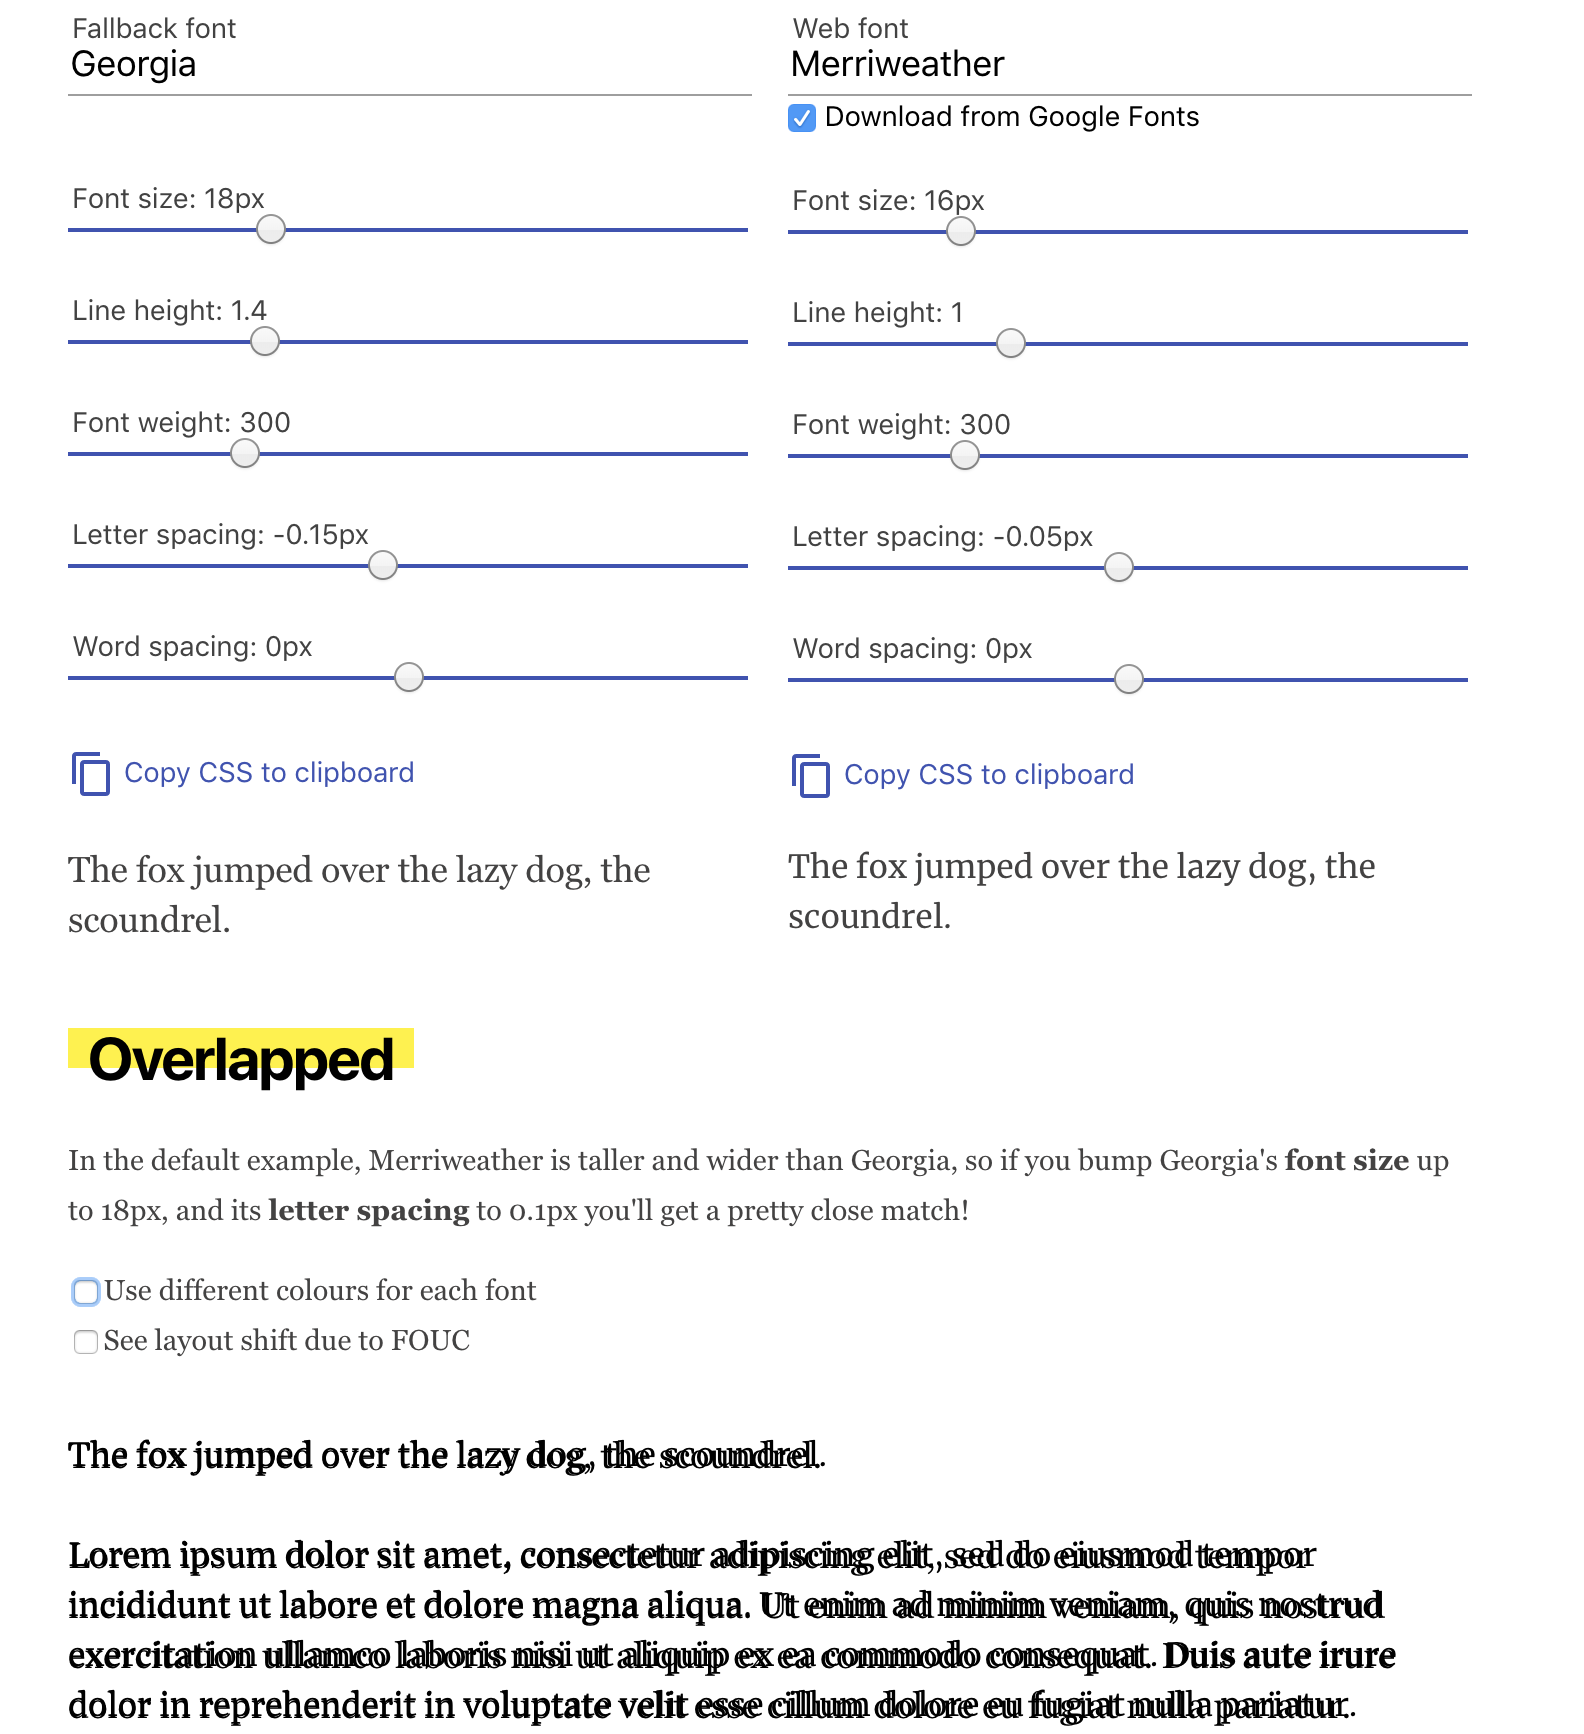 Fallback font
Georgia
Web font
Merriweather
Download from Google Fonts
Font size: 18px
Line height: 1.4
Font weight: 300
Letter spacing: -0.15px
Word spacing: 0px
Copy CSS to clipboard
The fox jumped over the lazy dog, the
scoundrel.
Font size: 16px
Line height: 1
Font weight: 300
Letter spacing: -0.05px
Word spacing: 0px
Copy CSS to clipboard
The fox jumped over the lazy dog, the
scoundrel.
Overlapped
In the default example, Merriweather is taller and wider than Georgia, so if you bump Georgia's font size up
to 18px, and its letter spacing to 0.1px you'll get a pretty close match!
Use different colours for each font
See layout shift due to FOUC
The fox jumped over the lazy dog, the scoundrel.
Lorem ipsum dolor sit amet, consectetur adipiscing elit, sed do eiusmod tempor
incididunt ut labore et dolore magna aliqua. Ut enim ad minim veniam, quis nostrud
exercitation ullamco laboris nisi ut aliquip ex ea commodo consequat. Duis aute irure
dolor in reprehenderit in voluptate velit esse cillum dolore eu fugiat nulla pariatur.